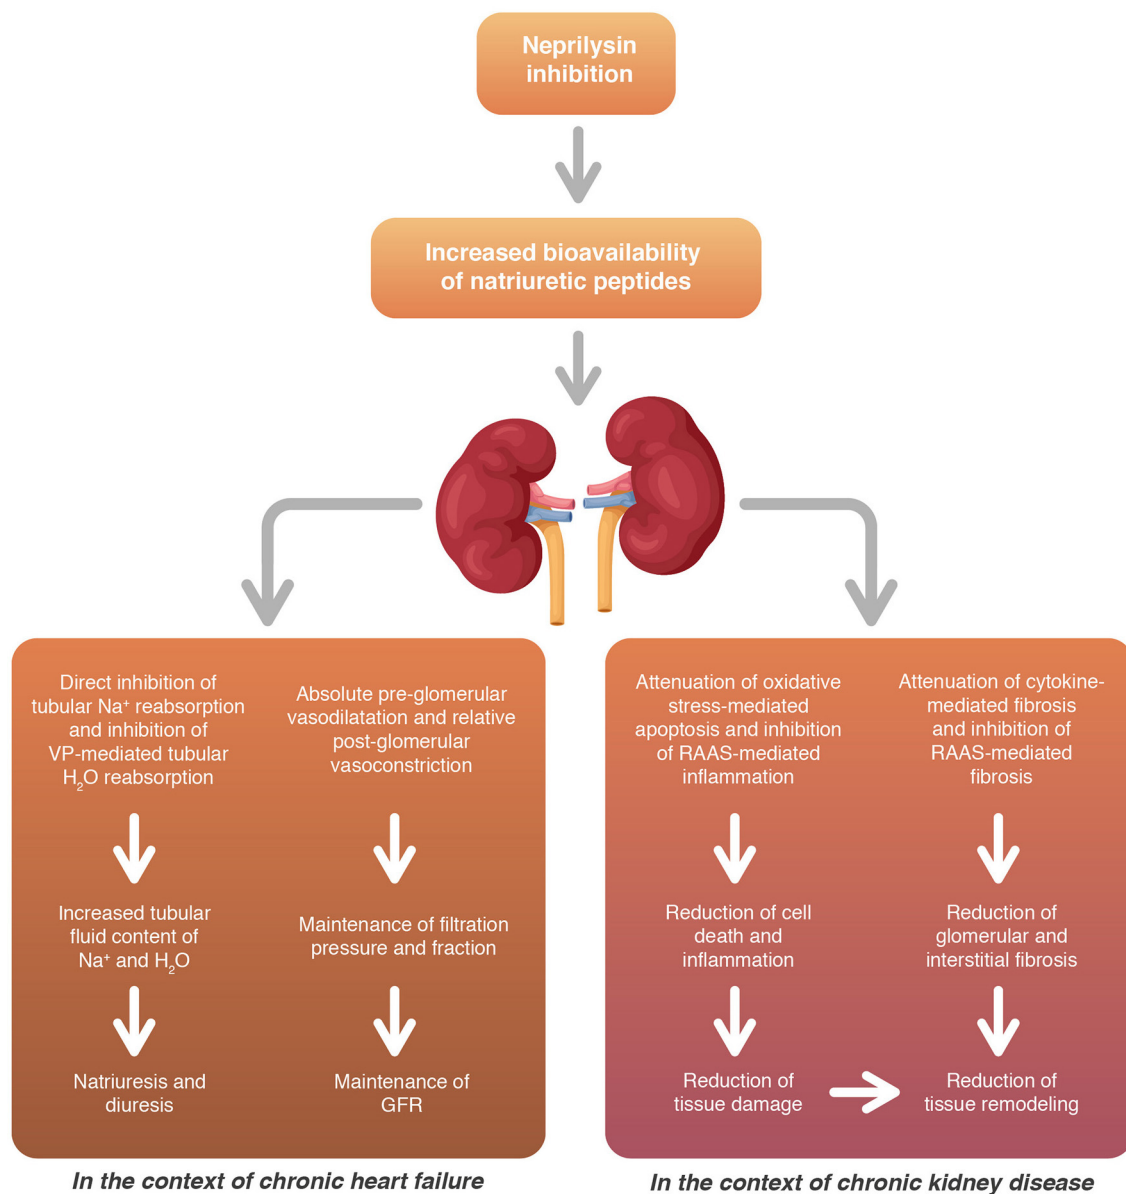 Neprilysin
inhibition
Increased bioavailability
of natriuretic peptides
Direct inhibition of
tubular Na⁺ reabsorption
and inhibition of
VP-mediated tubular
H₂O reabsorption
Increased tubular
fluid content of
Na⁺ and H₂O
Natriuresis and
diuresis
Absolute pre-glomerular
vasodilatation and relative
post-glomerular
vasoconstriction
Maintenance of filtration
pressure and fraction
Maintenance of
GFR
In the context of chronic heart failure
Attenuation of oxidative
stress-mediated
apoptosis and inhibition
of RAAS-mediated
inflammation
Reduction of cell
death and
inflammation
Reduction of
tissue damage
Attenuation of cytokine-
mediated fibrosis
and inhibition of
RAAS-mediated
fibrosis
Reduction of
glomerular and
interstitial fibrosis
Reduction of
tissue remodeling
In the context of chronic kidney disease